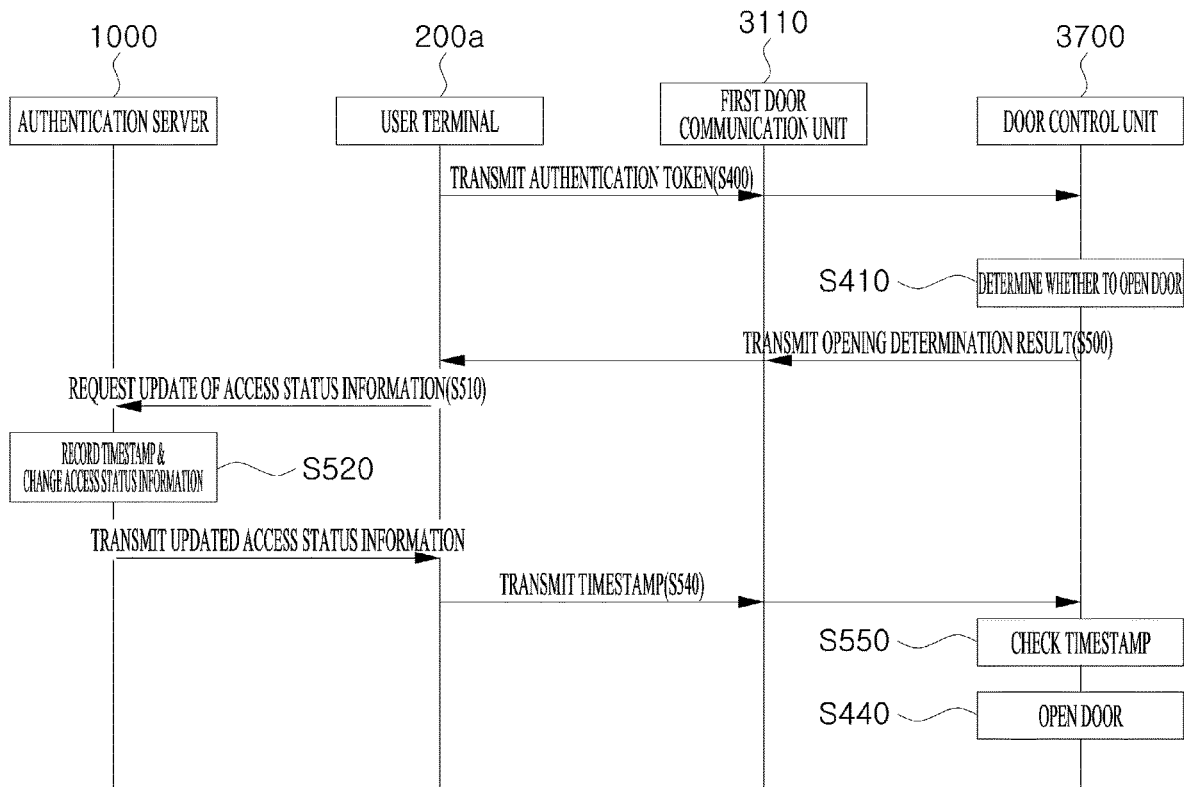 1000
200a
3110
3700
AUTHENTICATION SERVER
USER TERMINAL
FIRST DOOR
COMMUNICATION UNIT
DOOR CONTROL UNIT
TRANSMIT AUTHENTICATION TOKEN(S400)
S410
DETERMINE WHETHER TO OPEN DOOR
TRANSMIT OPENING DETERMINATION RESULT(S500)
REQUEST UPDATE OF ACCESS STATUS INFORMATION(S510)
RECORD TIMESTAMP &
CHANGE ACCESS STATUS INFORMATION
S520
TRANSMIT UPDATED ACCESS STATUS INFORMATION
TRANSMIT TIMESTAMP(S540)
S550
CHECK TIMESTAMP
S440
OPEN DOOR